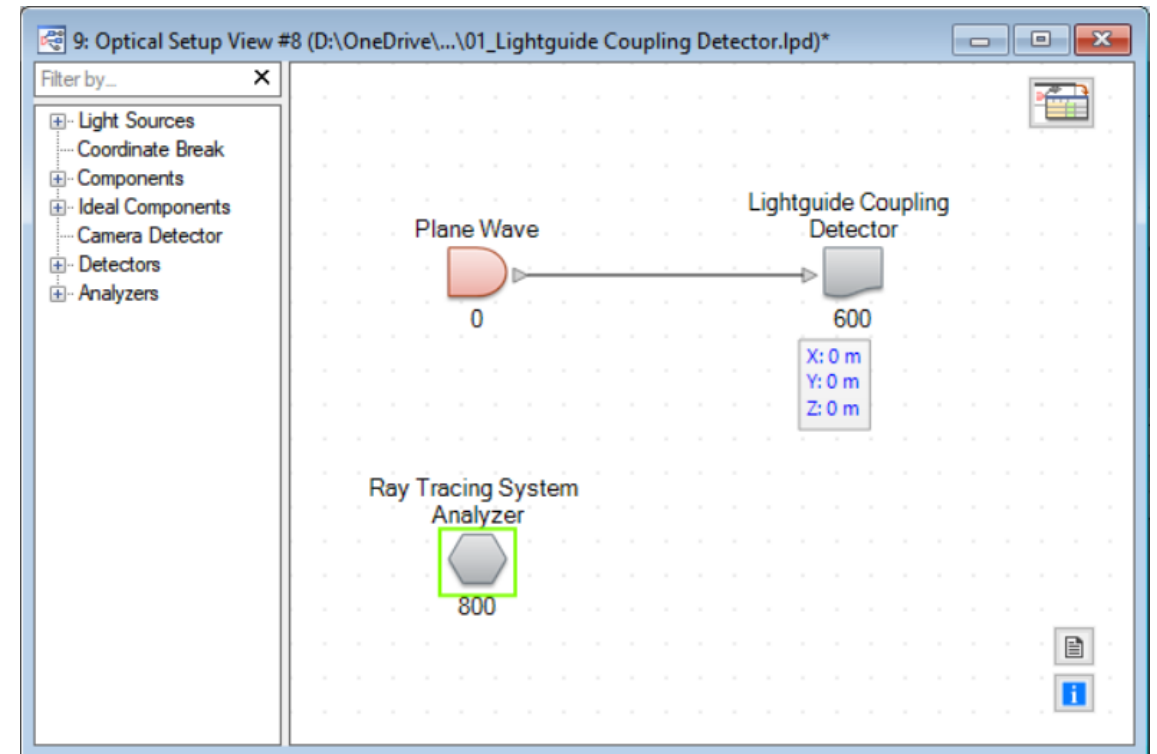 9: Optical Setup View #8 (D:\OneDrive\...\01_Lightguide Coupling Detector.lpd)*
Filter by...
Light Sources
Coordinate Break
Components
Ideal Components
Camera Detector
Detectors
Analyzers
Plane Wave
0
Lightguide Coupling
Detector
600
X: 0 m
Y: 0 m
Z: 0 m
Ray Tracing System
Analyzer
800